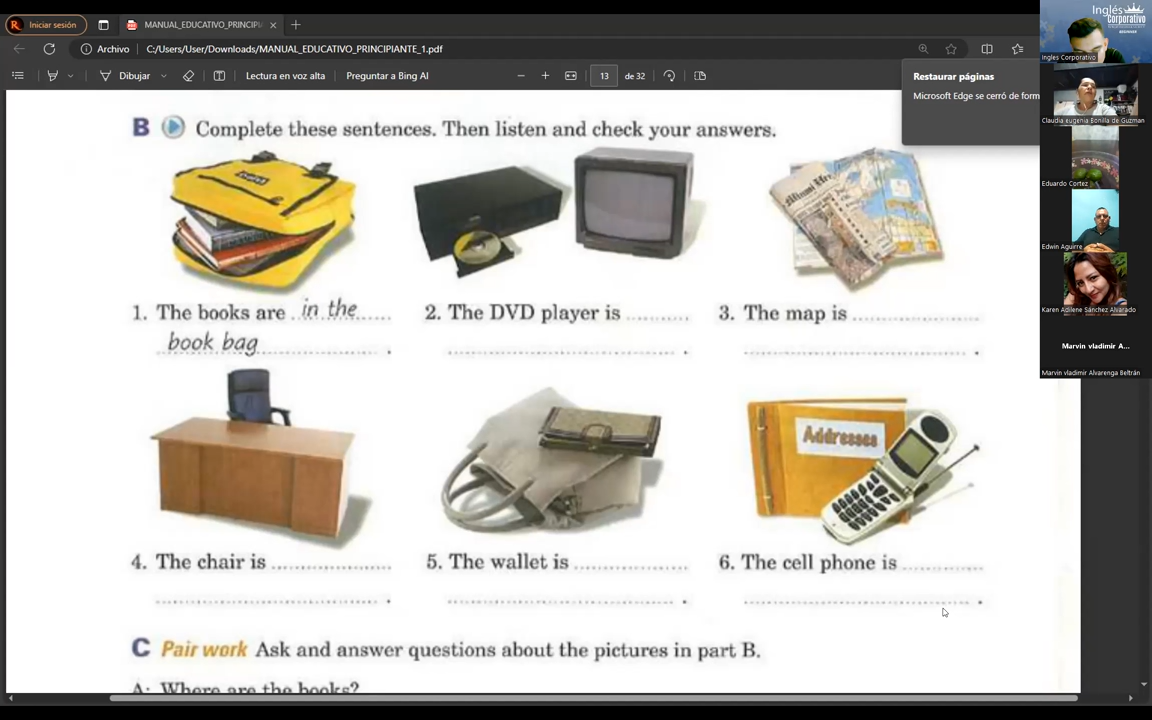 Iniciar sesión
MANUAL_EDUCATIVO_PRINCIPI
Archivo
C:/Users/User/Downloads/MANUAL_EDUCATIVO_PRINCIPIANTE_1.pdf
Dibujar
Lectura en voz alta
Preguntar a Bing AI
13
de 32
Restaurar páginas
Microsoft Edge se cerró de form
Inglés
Corporativo
BEGINNER
Ingles Corporativo
Claudia eugenia Bonilla de Guzman
Eduardo Cortez
Edwin Aguirre
Karen Adilene Sánchez Alvarado
Marvin vladimir A...
Marvin vladimir Alvarenga Beltrán
B Complete these sentences. Then listen and check your answers.
1. The books are in the
book bag .
2. The DVD player is ............
.
3. The map is ............
.
Addresses
4. The chair is ............
.
5. The wallet is ............
.
6. The cell phone is ............
.
C Pair work Ask and answer questions about the pictures in part B.
A: Where are the books?